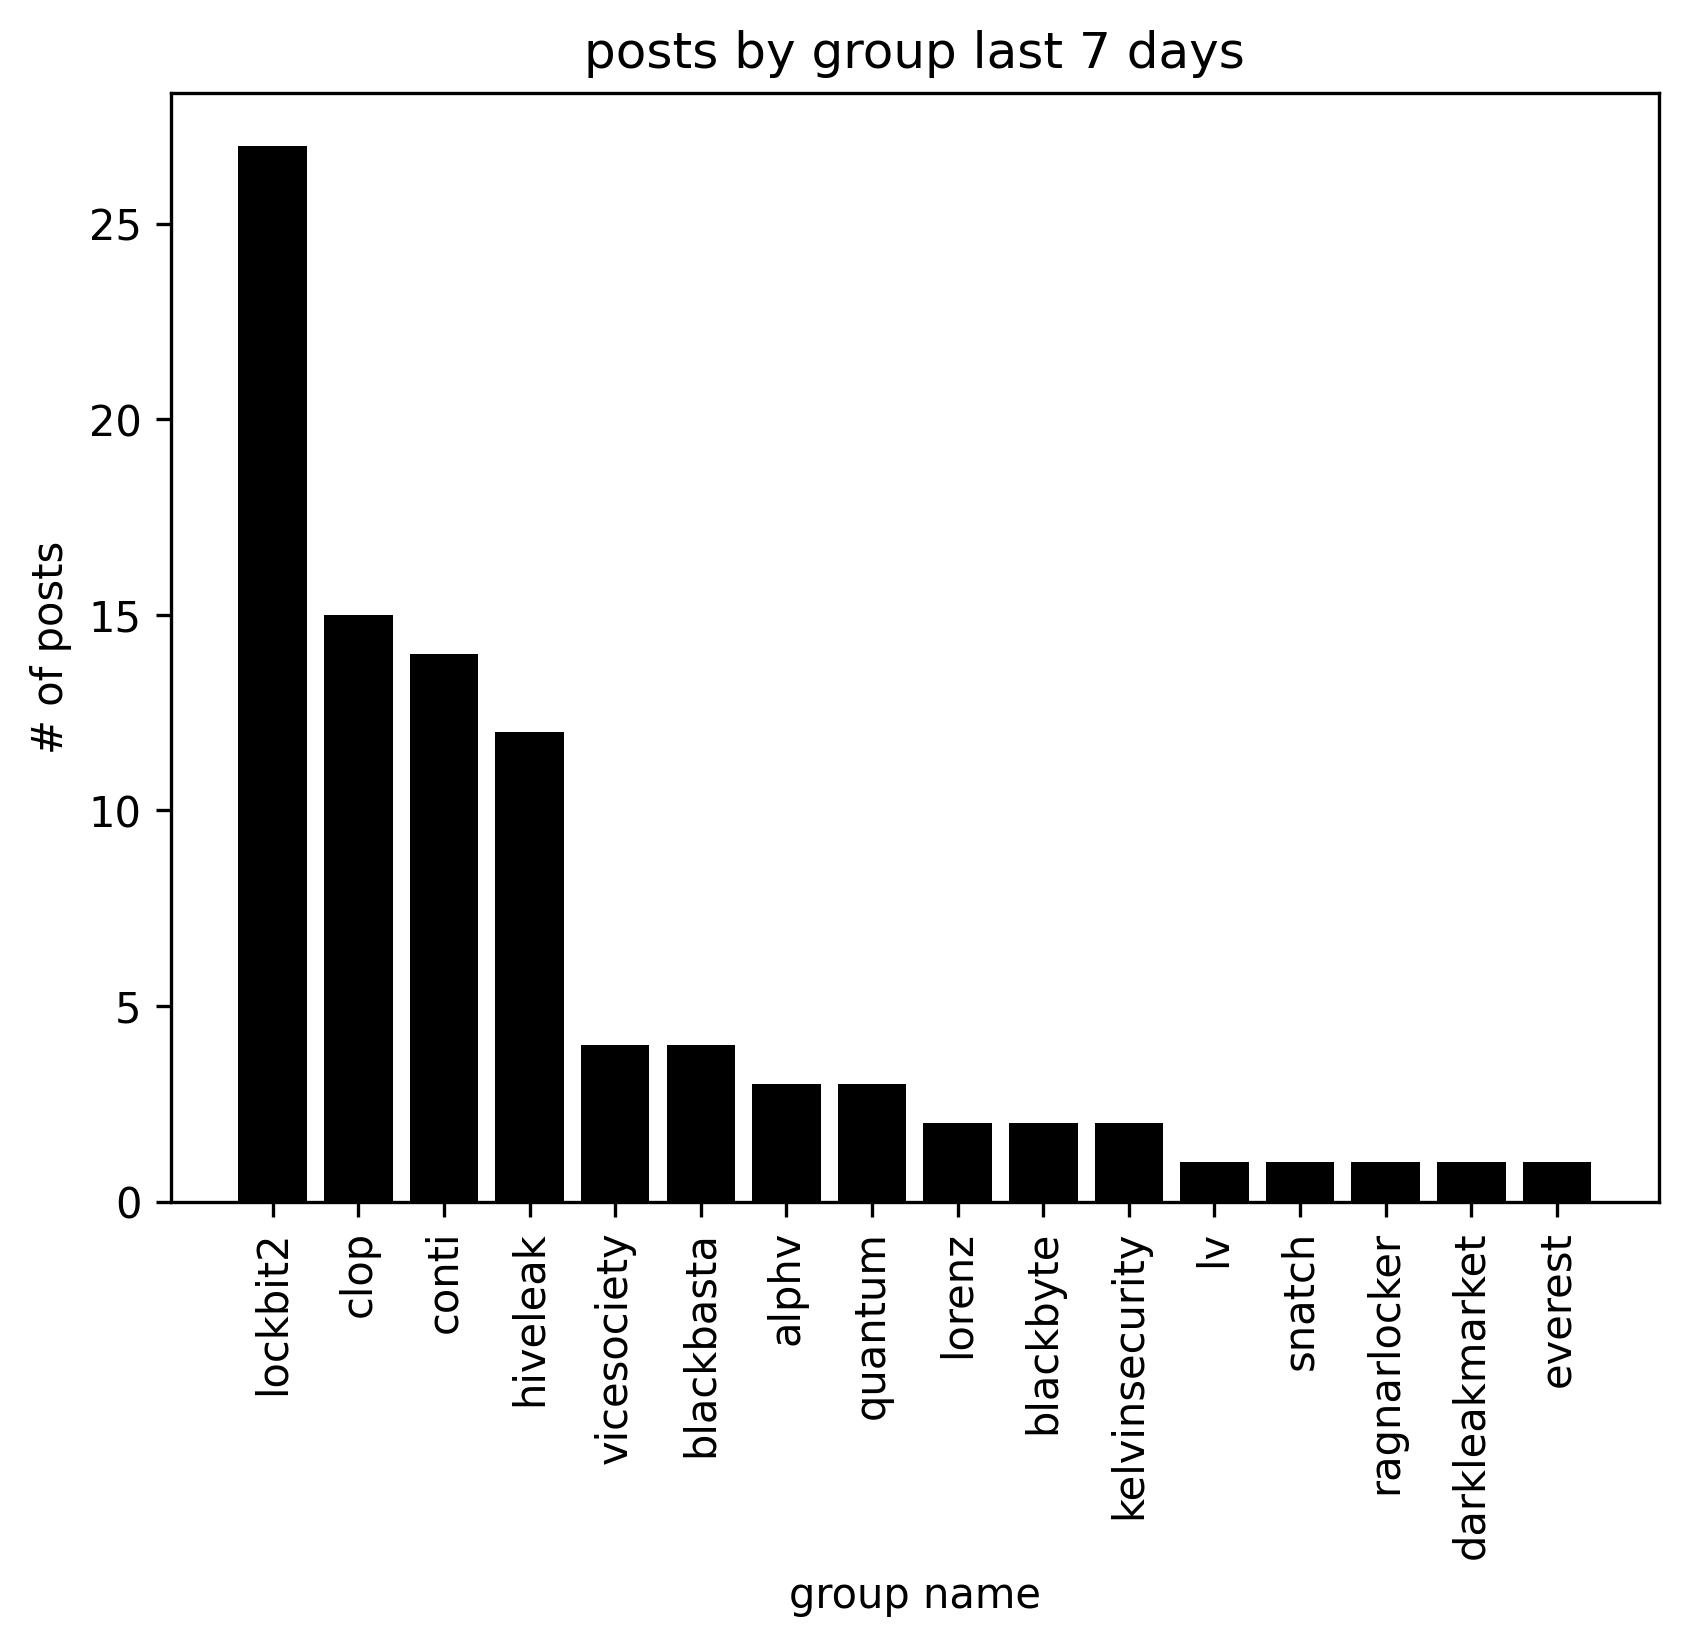 posts by group last 7 days
# of posts
25
20
15
10
5
0
lockbit2
clop
conti
hiveleak
vicesociety
blackbasta
alphv
quantum
lorenz
blackbyte
kelvinsecurity
lv
snatch
ragnarlocker
darkleakmarket
everest
group name